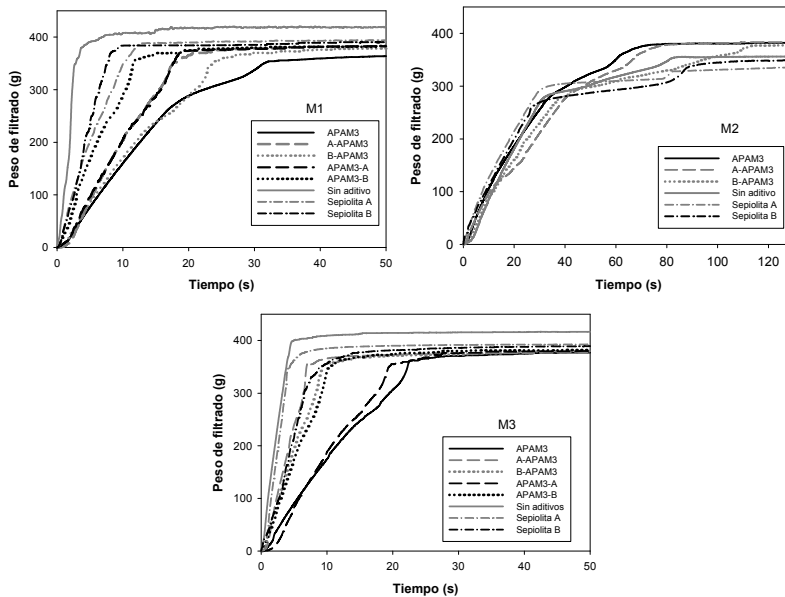 Peso de filtrado (g)
400
300
200
100
0
M1
APAM3
A-APAM3
B-APAM3
APAM3-A
APAM3-B
Sin aditivo
Sepiolita A
Sepiolita B
0 10 20 30 40 50
Tiempo (s)
Peso de filtrado (g)
400
300
200
100
0
M2
APAM3
A-APAM3
B-APAM3
Sin aditivo
Sepiolita A
Sepiolita B
0 20 40 60 80 100 120
Tiempo (s)
Peso de filtrado (g)
400
300
200
100
0
M3
APAM3
A-APAM3
B-APAM3
APAM3-A
APAM3-B
Sin aditivos
Sepiolita A
Sepiolita B
0 10 20 30 40 50
Tiempo (s)